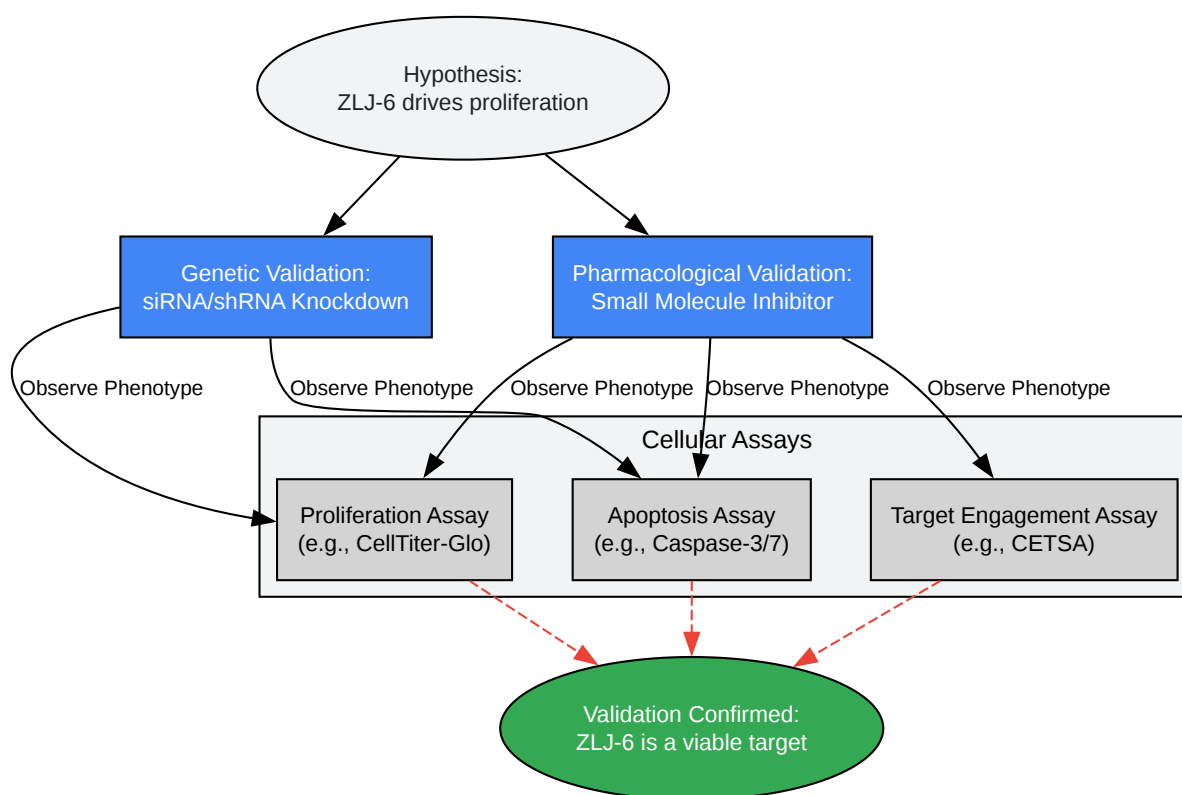 Hypothesis:
ZLJ-6 drives proliferation
Genetic Validation:
siRNA/shRNA Knockdown
Pharmacological Validation:
Small Molecule Inhibitor
Observe Phenotype
Observe Phenotype
Observe Phenotype
Observe Phenotype
Observe Phenotype
Cellular Assays
Proliferation Assay
(e.g., CellTiter-Glo)
Apoptosis Assay
(e.g., Caspase-3/7)
Target Engagement Assay
(e.g., CETSA)
Validation Confirmed:
ZLJ-6 is a viable target